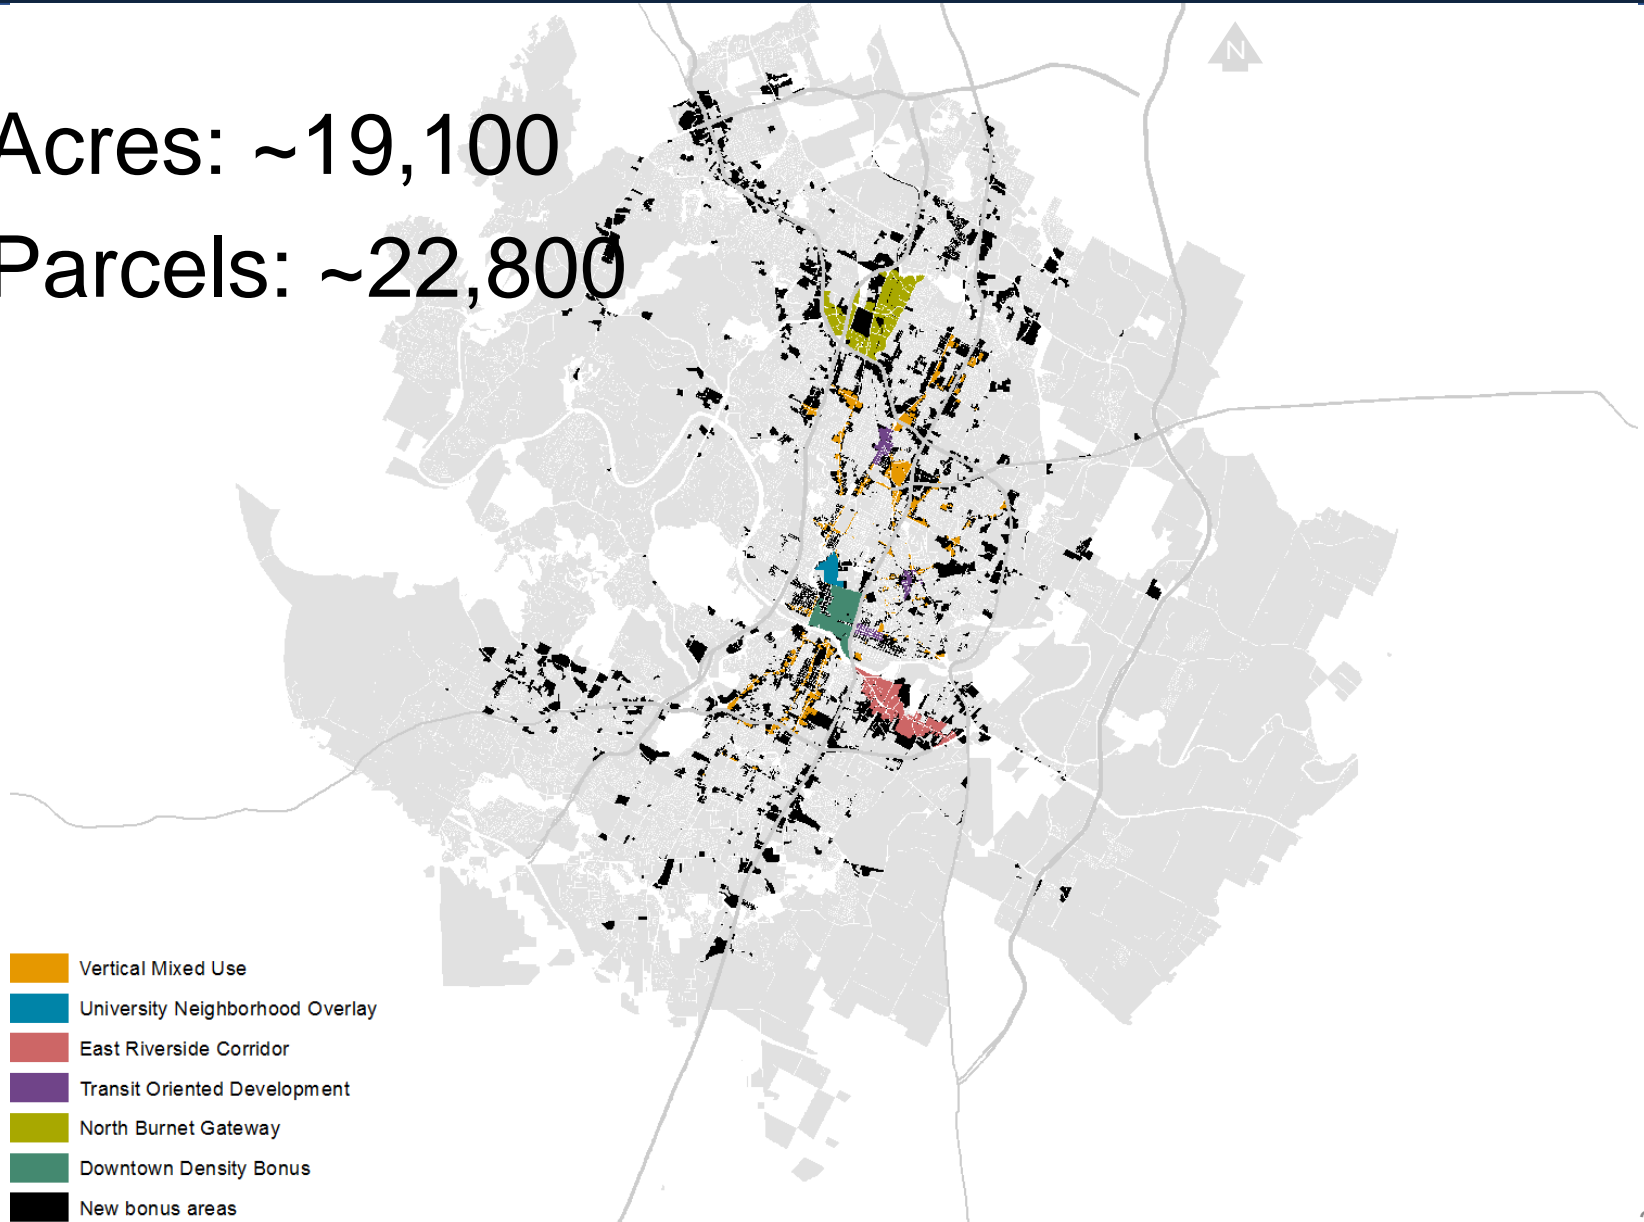 N
Acres: ~19,100
Parcels: ~22,800
Vertical Mixed Use
University Neighborhood Overlay
East Riverside Corridor
Transit Oriented Development
North Burnet Gateway
Downtown Density Bonus
New bonus areas